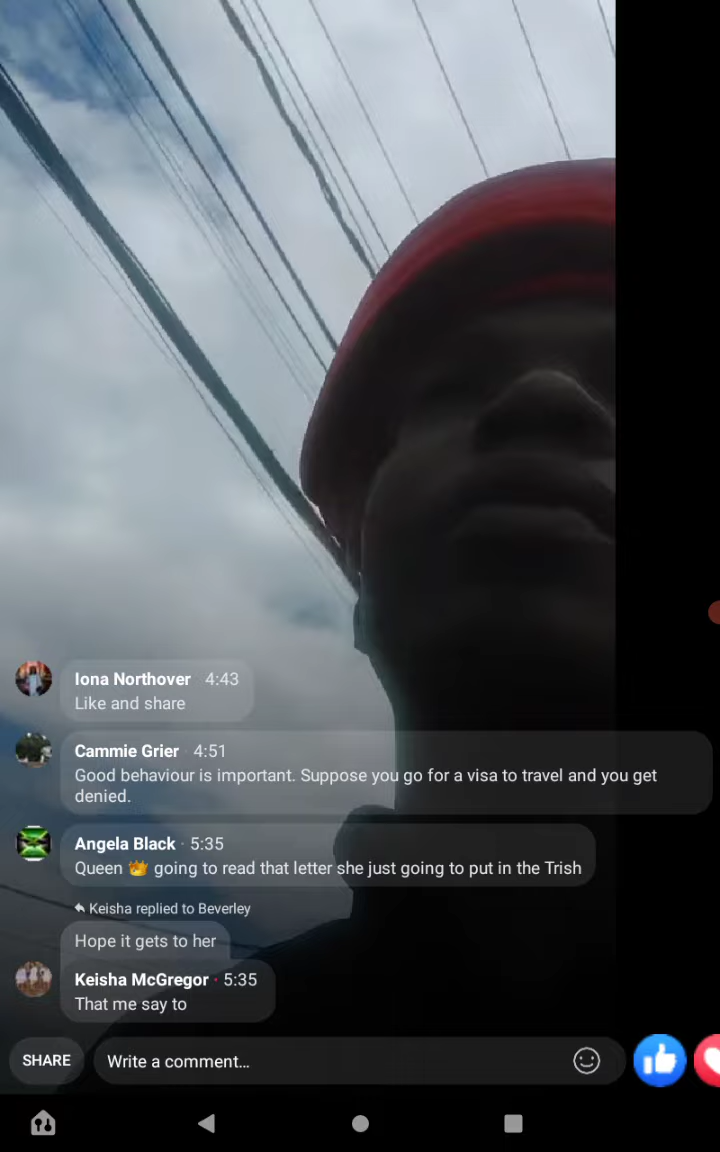 Iona Northover 4:43
Like and share
Cammie Grier · 4:51
Good behaviour is important. Suppose you go for a visa to travel and you get
denied.
Angela Black · 5:35
Queen 👑 going to read that letter she just going to put in the Trish
Keisha replied to Beverley
Hope it gets to her
Keisha McGregor · 5:35
That me say to
SHARE
Write a comment...